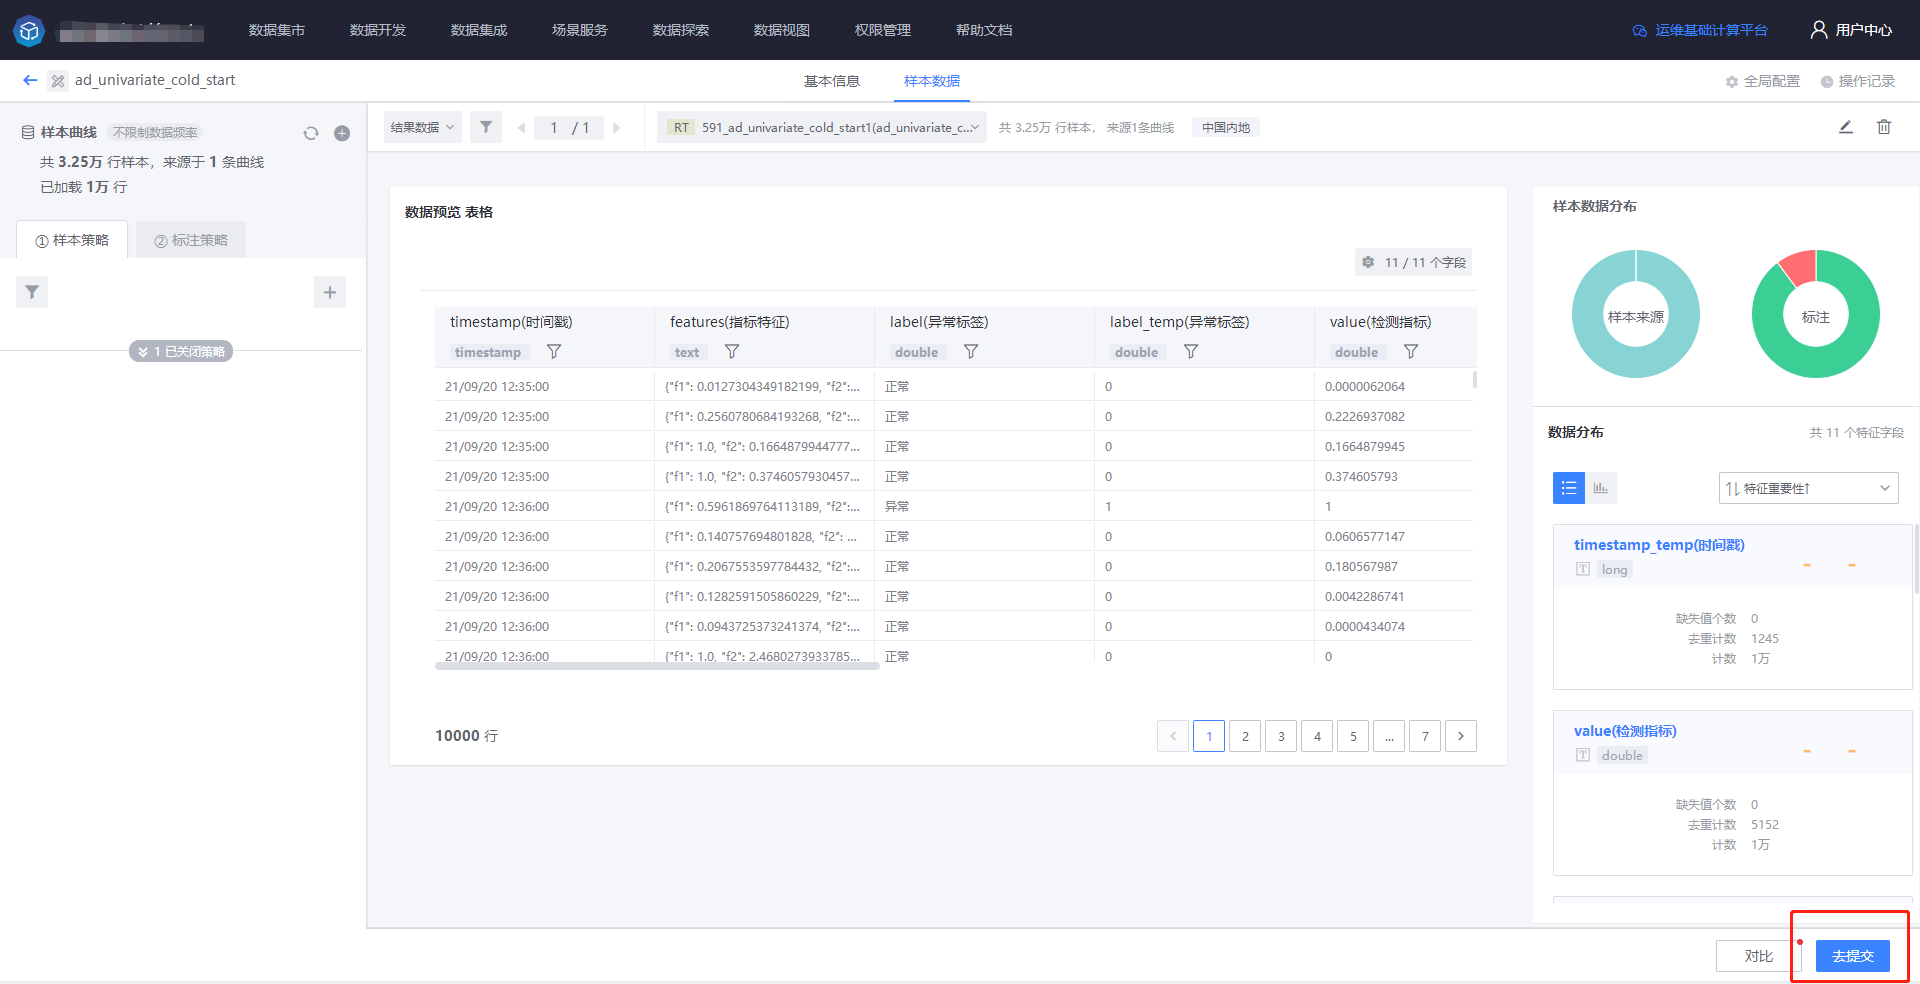 数据集市 数据开发 数据集成 场景服务 数据探索 数据视图 权限管理 帮助文档 运维基础计算平台 用户中心
ad_univariate_cold_start 基本信息 样本数据 全局配置 操作记录
样本曲线 不限制数据频率
共 3.25万 行样本，来源于 1 条曲线
已加载 1万 行
① 样本策略 ② 标注策略
1 已关闭策略
结果数据 1 / 1 RT 591_ad_univariate_cold_start1(ad_univariate_c... 共 3.25万 行样本， 来源1条曲线 中国内地
数据预览 表格
11 / 11 个字段
timestamp(时间戳) features(指标特征) label(异常标签) label_temp(异常标签) value(检测指标)
timestamp text double double double
21/09/20 12:35:00 {"f1": 0.0127304349182199, "f2":... 正常 0 0.0000062064
21/09/20 12:35:00 {"f1": 0.2560780684193268, "f2":... 正常 0 0.2226937082
21/09/20 12:35:00 {"f1": 1.0, "f2": 0.1664879944777... 正常 0 0.1664879945
21/09/20 12:35:00 {"f1": 1.0, "f2": 0.3746057930457... 正常 0 0.374605793
21/09/20 12:36:00 {"f1": 0.5961869764113189, "f2":... 异常 1 1
21/09/20 12:36:00 {"f1": 0.140757694801828, "f2": ... 正常 0 0.0606577147
21/09/20 12:36:00 {"f1": 0.2067553597784432, "f2":... 正常 0 0.180567987
21/09/20 12:36:00 {"f1": 0.1282591505860229, "f2":... 正常 0 0.0042286741
21/09/20 12:36:00 {"f1": 0.0943725373241374, "f2":... 正常 0 0.0000434074
21/09/20 12:36:00 {"f1": 1.0, "f2": 2.4680273933785... 正常 0 0
10000 行 1 2 3 4 5 ... 7
样本数据分布
样本来源 标注
数据分布 共 11 个特征字段
特征重要性↑
timestamp_temp(时间戳)
T long - -
缺失值个数 0
去重计数 1245
计数 1万
value(检测指标)
T double - -
缺失值个数 0
去重计数 5152
计数 1万
对比 去提交